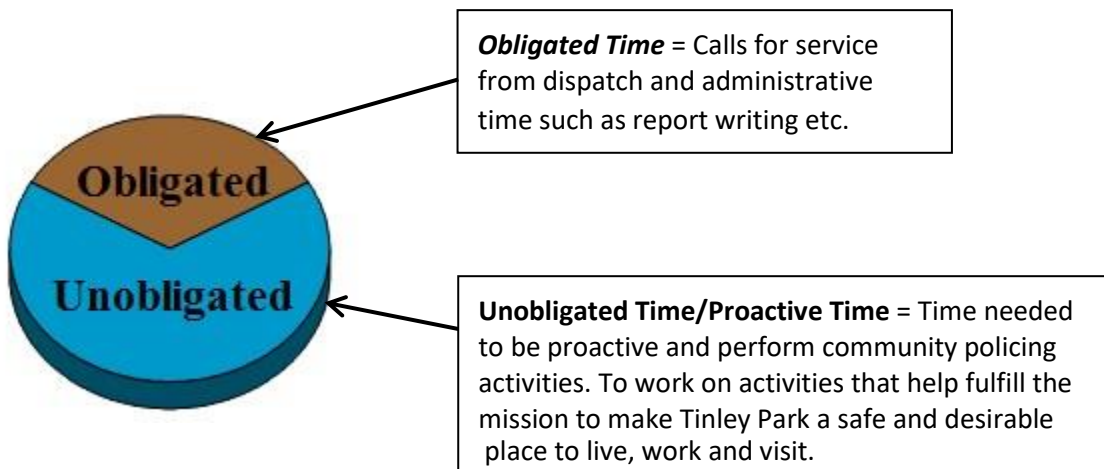 Obligated Time = Calls for service
from dispatch and administrative
time such as report writing etc.
Obligated
Unobligated
Unobligated Time/Proactive Time = Time needed
to be proactive and perform community policing
activities. To work on activities that help fulfill the
mission to make Tinley Park a safe and desirable
place to live, work and visit.